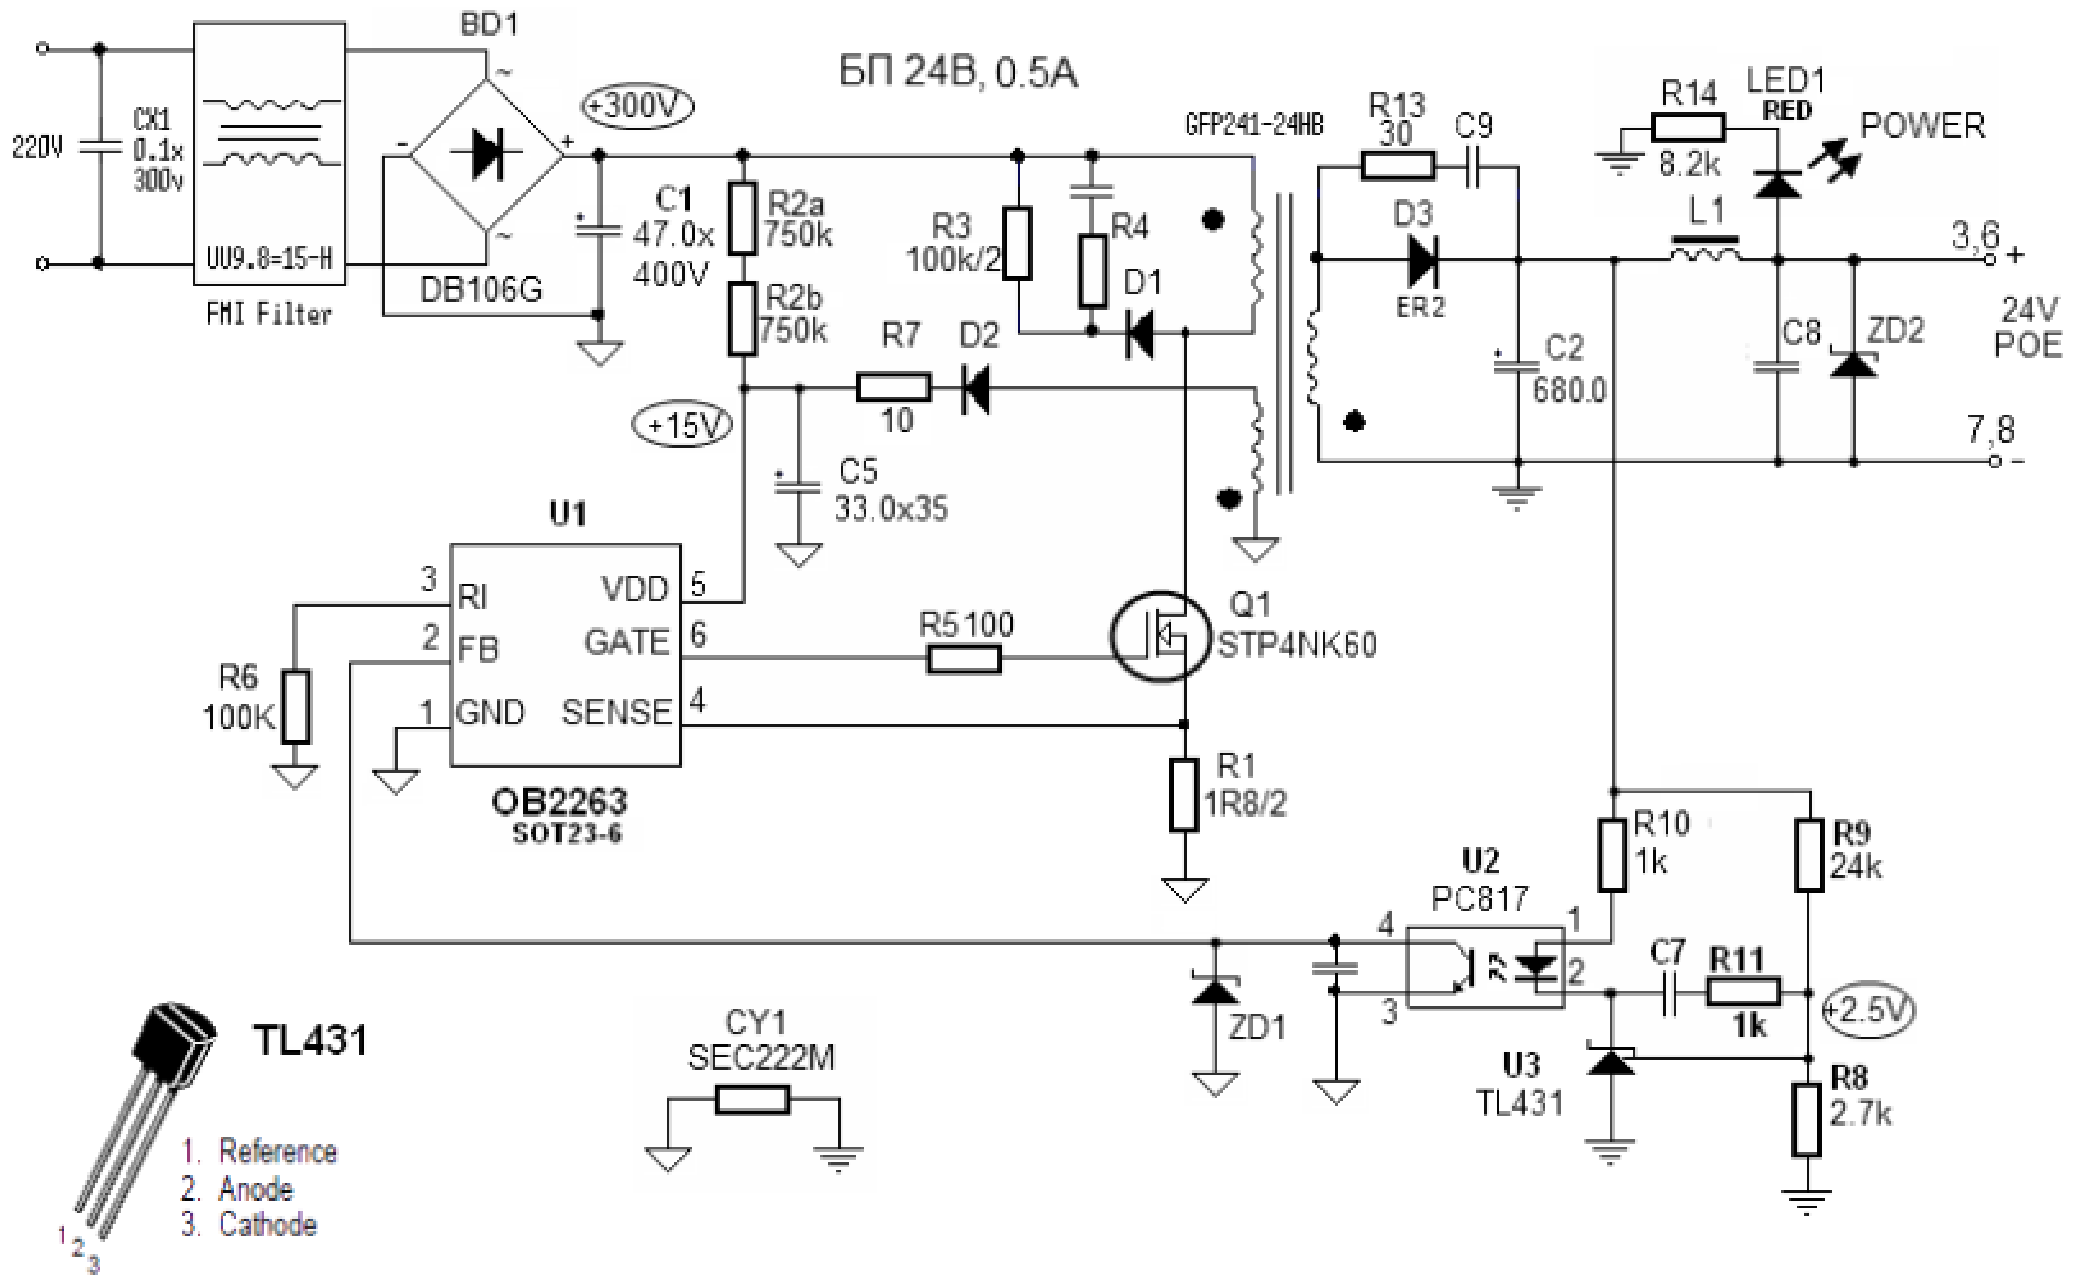 BD1
БП 24В, 0.5А
+300V
220V
CX1
0.1x
300v
UU9.8=15-H
FMI Filter
~
-
+
~
DB106G
C1
47.0x
400V
R2a
750k
R2b
750k
R3
100k/2
R4
D1
GFP241-24HB
R13
30
C9
D3
ER2
R14
8.2k
LED1
RED
POWER
L1
3,6
+
24V
POE
C2
680.0
C8
ZD2
7,8
-
R7
10
D2
+15V
C5
33.0x35
U1
3
RI
2
FB
1
GND
VDD
5
GATE
6
SENSE
4
OB2263
SOT23-6
R6
100K
R5 100
Q1
STP4NK60
R1
1R8/2
R10
1k
R9
24k
U2
PC817
4
3
1
2
C7
R11
1k
+2.5V
ZD1
U3
TL431
R8
2.7k
CY1
SEC222M
TL431
1. Reference
2. Anode
3. Cathode
1
2
3